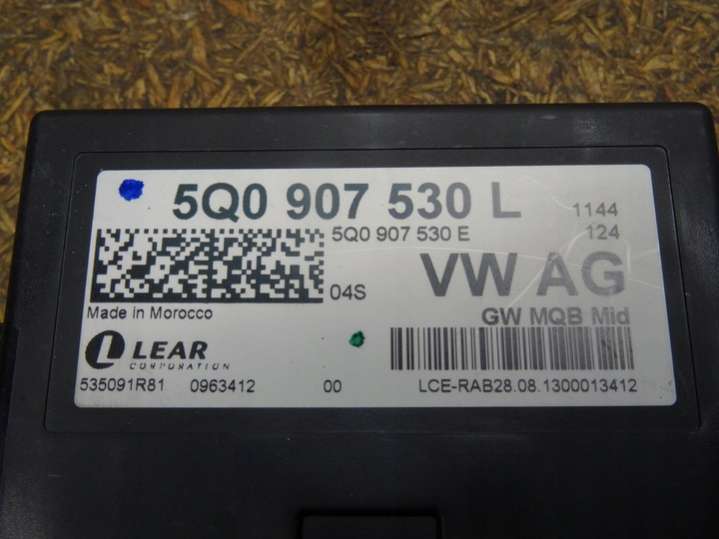 5Q0 907 530 L 1144
5Q0 907 530 E 124
04S VW AG
Made in Morocco GW MQB Mid
LEAR
CORPORATION
535091R81 0963412 00 LCE-RAB28.08.1300013412